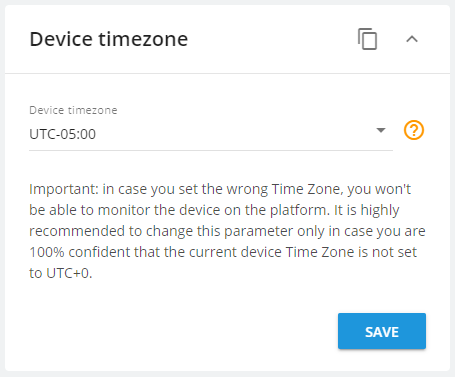 Device timezone
Device timezone
UTC-05:00
Important: in case you set the wrong Time Zone, you won't
be able to monitor the device on the platform. It is highly
recommended to change this parameter only in case you are
100% confident that the current device Time Zone is not set
to UTC+0.
SAVE